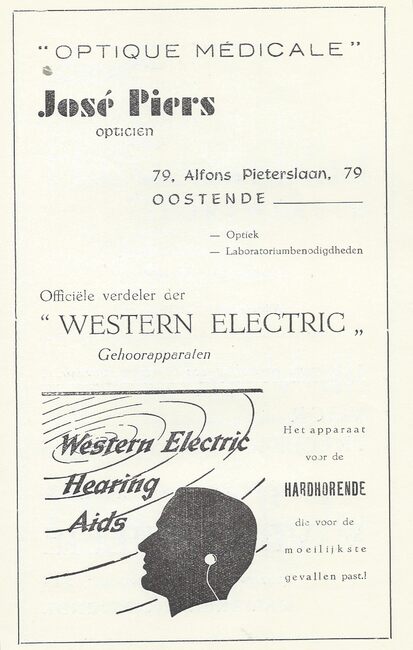 “OPTIQUE MÉDICALE”
José Piers
opticien
79, Alfons Pieterslaan, 79
OOSTENDE
— Optiek
— Laboratoriumbenodigdheden
Officiële verdeler der
“ WESTERN ELECTRIC „
Gehoorapparaten
Western Electric
Hearing
Aids
Het apparaat
voor de
HARDHORENDE
die voor de
moeilijkste
gevallen past!